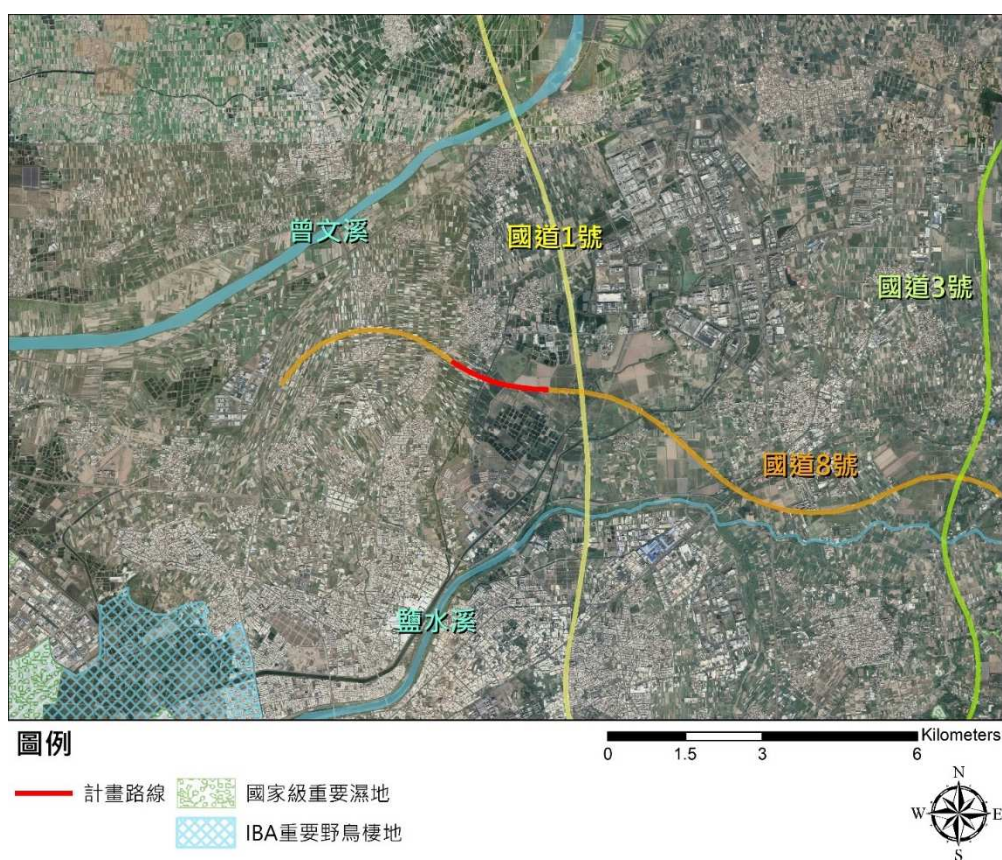 曾文溪
國道1號
國道3號
國道8號
鹽水溪
圖例
計畫路線
國家級重要濕地
IBA重要野鳥棲地
Kilometers
0 1.5 3 6
N
W E
S